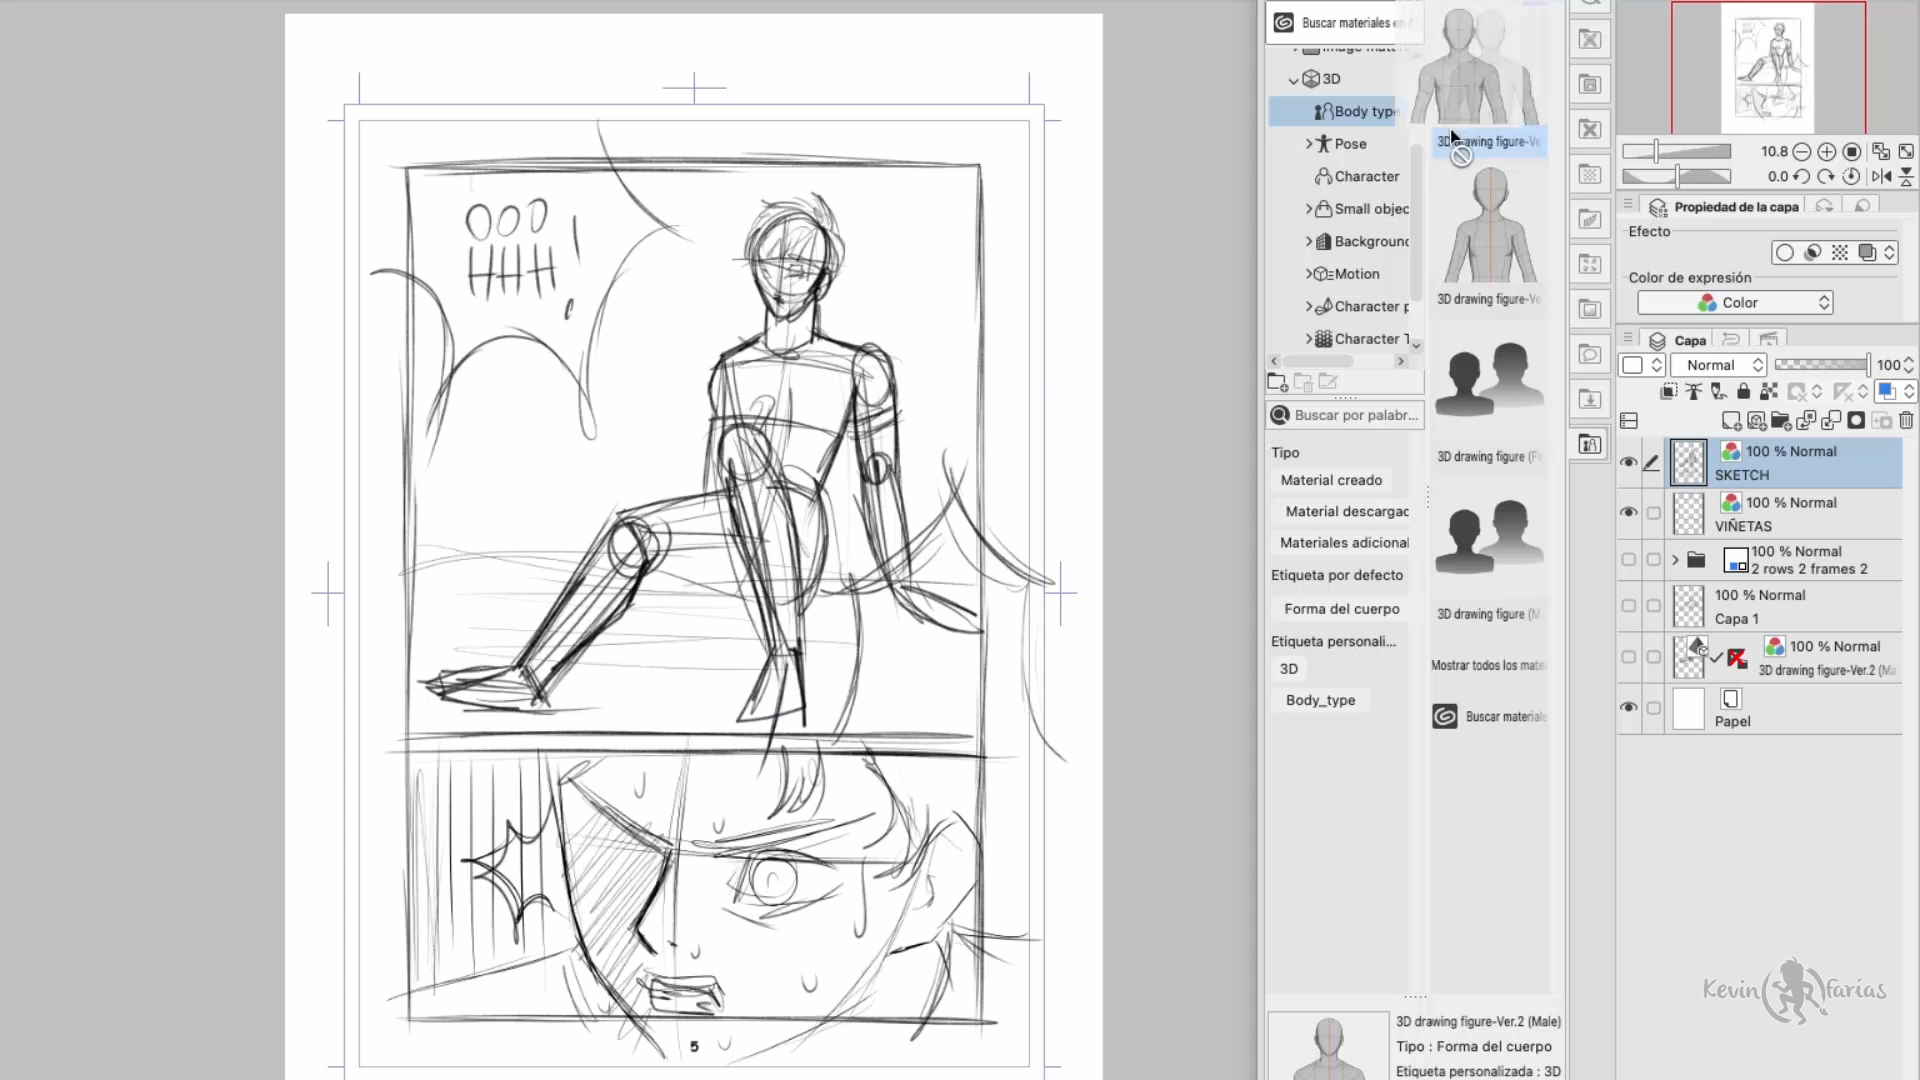 OOO
HHH!
5
Buscar materiales en
3D
Body type
Pose
Character
Small objec
Background
Motion
Character p
Character T
Buscar por palabr...
Tipo
Material creado
Material descargac
Materiales adicional
Etiqueta por defecto
Forma del cuerpo
Etiqueta personali...
3D
Body_type
3D drawing figure-Ve
3D drawing figure-Ve
3D drawing figure (F
3D drawing figure (M
Mostrar todos los mate
Buscar materiale
3D drawing figure-Ver.2 (Male)
Tipo : Forma del cuerpo
Etiqueta personalizada : 3D
10.8
0.0
Propiedad de la capa
Efecto
Color de expresión
Color
Capa
Normal
100
100 % Normal
SKETCH
100 % Normal
VIÑETAS
100 % Normal
2 rows 2 frames 2
100 % Normal
Capa 1
100 % Normal
3D drawing figure-Ver.2 (Ma
Papel
Kevin farías